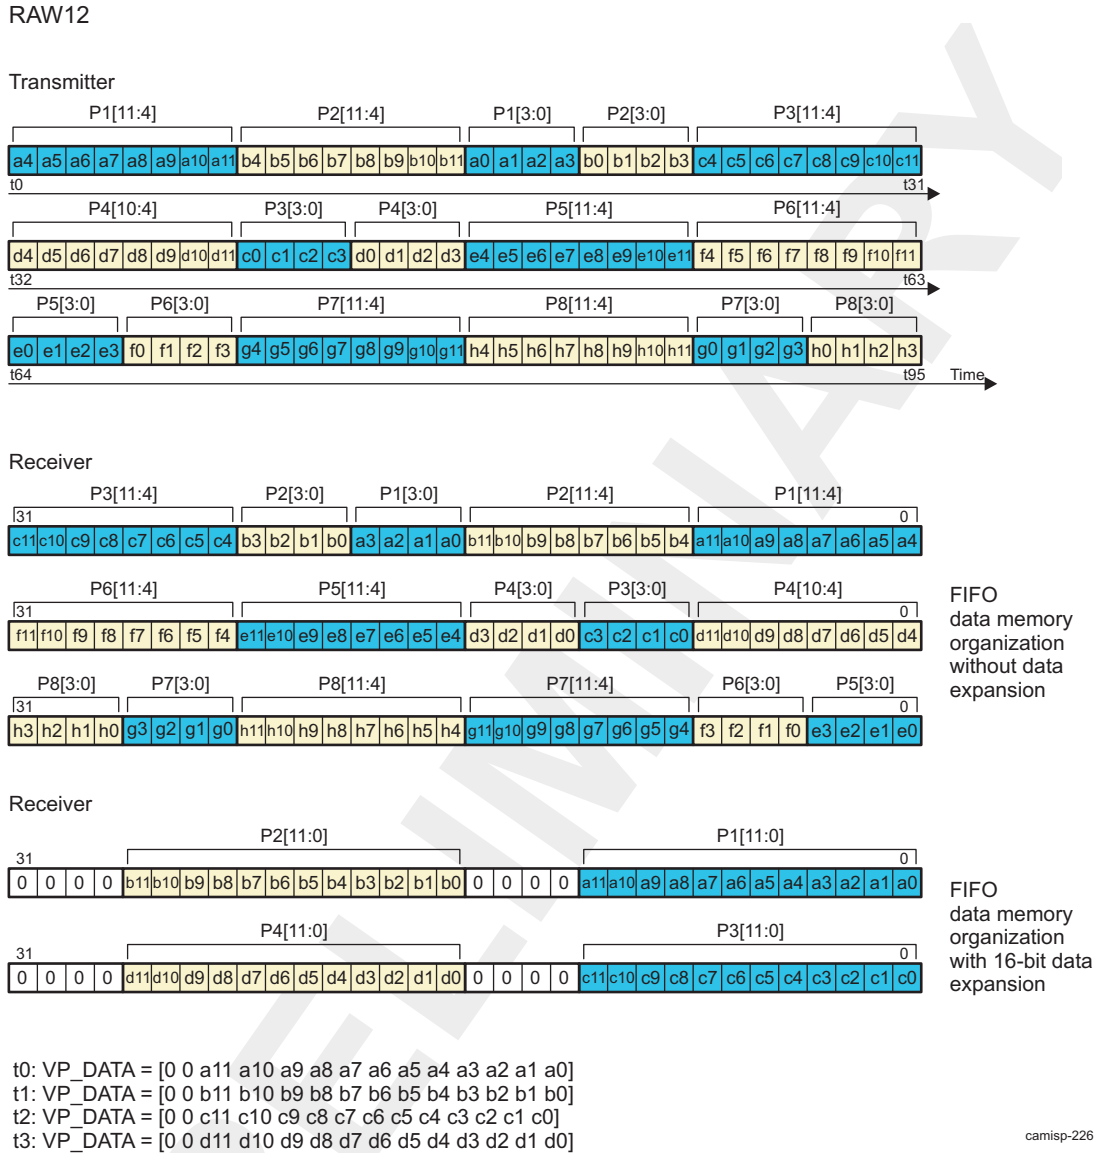 RAW12
Transmitter
P1[11:4] P2[11:4] P1[3:0] P2[3:0] P3[11:4]
a4 a5 a6 a7 a8 a9 a10 a11 b4 b5 b6 b7 b8 b9 b10 b11 a0 a1 a2 a3 b0 b1 b2 b3 c4 c5 c6 c7 c8 c9 c10 c11
t0 t31
P4[10:4] P3[3:0] P4[3:0] P5[11:4] P6[11:4]
d4 d5 d6 d7 d8 d9 d10 d11 c0 c1 c2 c3 d0 d1 d2 d3 e4 e5 e6 e7 e8 e9 e10 e11 f4 f5 f6 f7 f8 f9 f10 f11
t32 t63
P5[3:0] P6[3:0] P7[11:4] P8[11:4] P7[3:0] P8[3:0]
e0 e1 e2 e3 f0 f1 f2 f3 g4 g5 g6 g7 g8 g9 g10 g11 h4 h5 h6 h7 h8 h9 h10 h11 g0 g1 g2 g3 h0 h1 h2 h3
t64 t95 Time
Receiver
P3[11:4] P2[3:0] P1[3:0] P2[11:4] P1[11:4]
31 0
c11 c10 c9 c8 c7 c6 c5 c4 b3 b2 b1 b0 a3 a2 a1 a0 b11 b10 b9 b8 b7 b6 b5 b4 a11 a10 a9 a8 a7 a6 a5 a4
P6[11:4] P5[11:4] P4[3:0] P3[3:0] P4[10:4]
31 0
f11 f10 f9 f8 f7 f6 f5 f4 e11 e10 e9 e8 e7 e6 e5 e4 d3 d2 d1 d0 c3 c2 c1 c0 d11 d10 d9 d8 d7 d6 d5 d4
P8[3:0] P7[3:0] P8[11:4] P7[11:4] P6[3:0] P5[3:0]
31 0
h3 h2 h1 h0 g3 g2 g1 g0 h11 h10 h9 h8 h7 h6 h5 h4 g11 g10 g9 g8 g7 g6 g5 g4 f3 f2 f1 f0 e3 e2 e1 e0
FIFO
data memory
organization
without data
expansion
Receiver
P2[11:0] P1[11:0]
31 0
0 0 0 0 b11 b10 b9 b8 b7 b6 b5 b4 b3 b2 b1 b0 0 0 0 0 a11 a10 a9 a8 a7 a6 a5 a4 a3 a2 a1 a0
P4[11:0] P3[11:0]
31 0
0 0 0 0 d11 d10 d9 d8 d7 d6 d5 d4 d3 d2 d1 d0 0 0 0 0 c11 c10 c9 c8 c7 c6 c5 c4 c3 c2 c1 c0
FIFO
data memory
organization
with 16-bit data
expansion
t0: VP_DATA = [0 0 a11 a10 a9 a8 a7 a6 a5 a4 a3 a2 a1 a0]
t1: VP_DATA = [0 0 b11 b10 b9 b8 b7 b6 b5 b4 b3 b2 b1 b0]
t2: VP_DATA = [0 0 c11 c10 c9 c8 c7 c6 c5 c4 c3 c2 c1 c0]
t3: VP_DATA = [0 0 d11 d10 d9 d8 d7 d6 d5 d4 d3 d2 d1 d0]
camisp-226